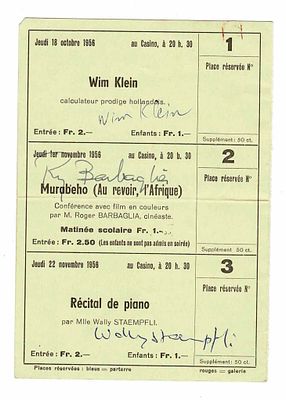 Jeudi 18 octobre 1956 au Casino, à 20 h. 30
1
Place réservée N°
Wim Klein
calculateur prodige hollandais.
Wim Klein
Entrée : Fr. 2.— Enfants : Fr. 1.—
Supplément : 50 ct.
Jeudi 1er novembre 1956 au Casino, à 20 h. 30
2
Place réservée N°
Barbaglia
Murabeho (Au revoir, l'Afrique)
Conférence avec film en couleurs
par M. Roger BARBAGLIA, cinéaste.
Matinée scolaire Fr. 1.—
Entrée : Fr. 2.50 (Les enfants ne sont pas admis en soirée)
Supplément : 50 ct.
Jeudi 22 novembre 1956 au Casino, à 20 h. 30
3
Place réservée N°
Récital de piano
par Mlle Wally STAEMPFLI.
Wally Staempfli
Entrée : Fr. 2.— Enfants : Fr. 1.—
Supplément : 50 ct.
Places réservées : bleues = parterre rouges = galerie